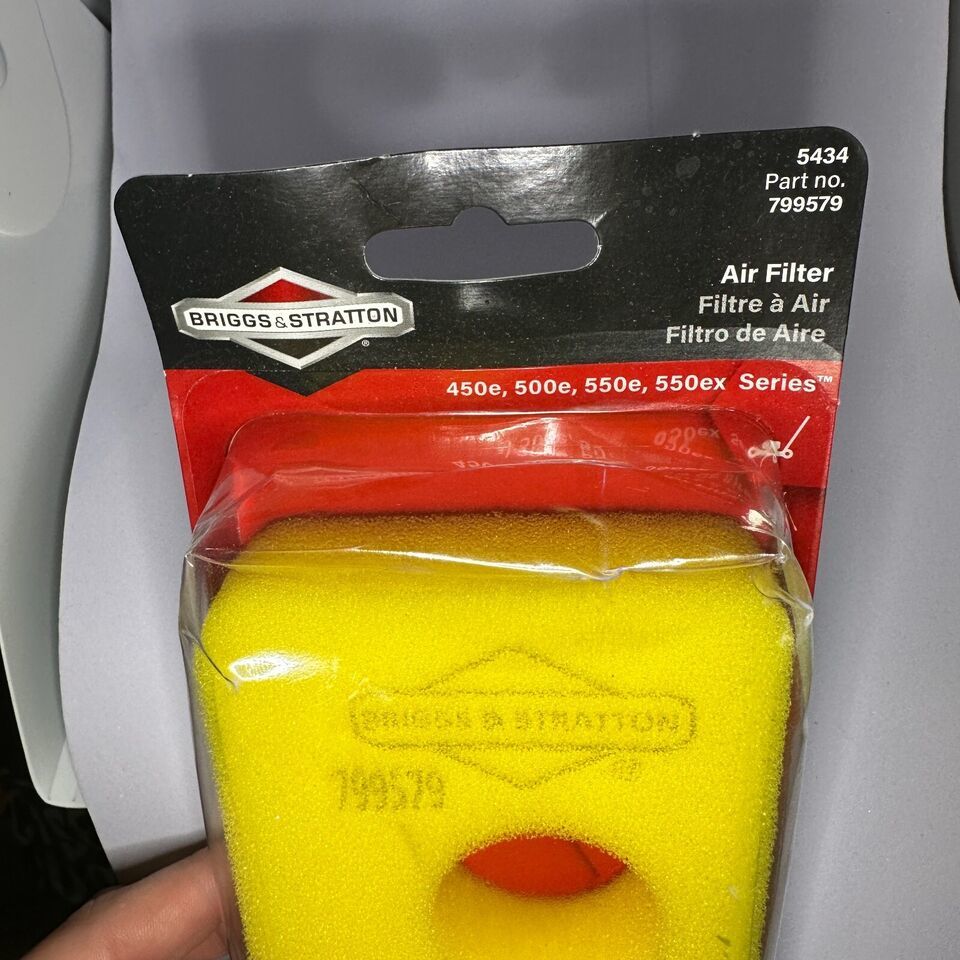 5434
Part no.
799579
BRIGGS&STRATTON
®
Air Filter
Filtre à Air
Filtro de Aire
450e, 500e, 550e, 550ex Series™
BRIGGS & STRATTON
®
799579